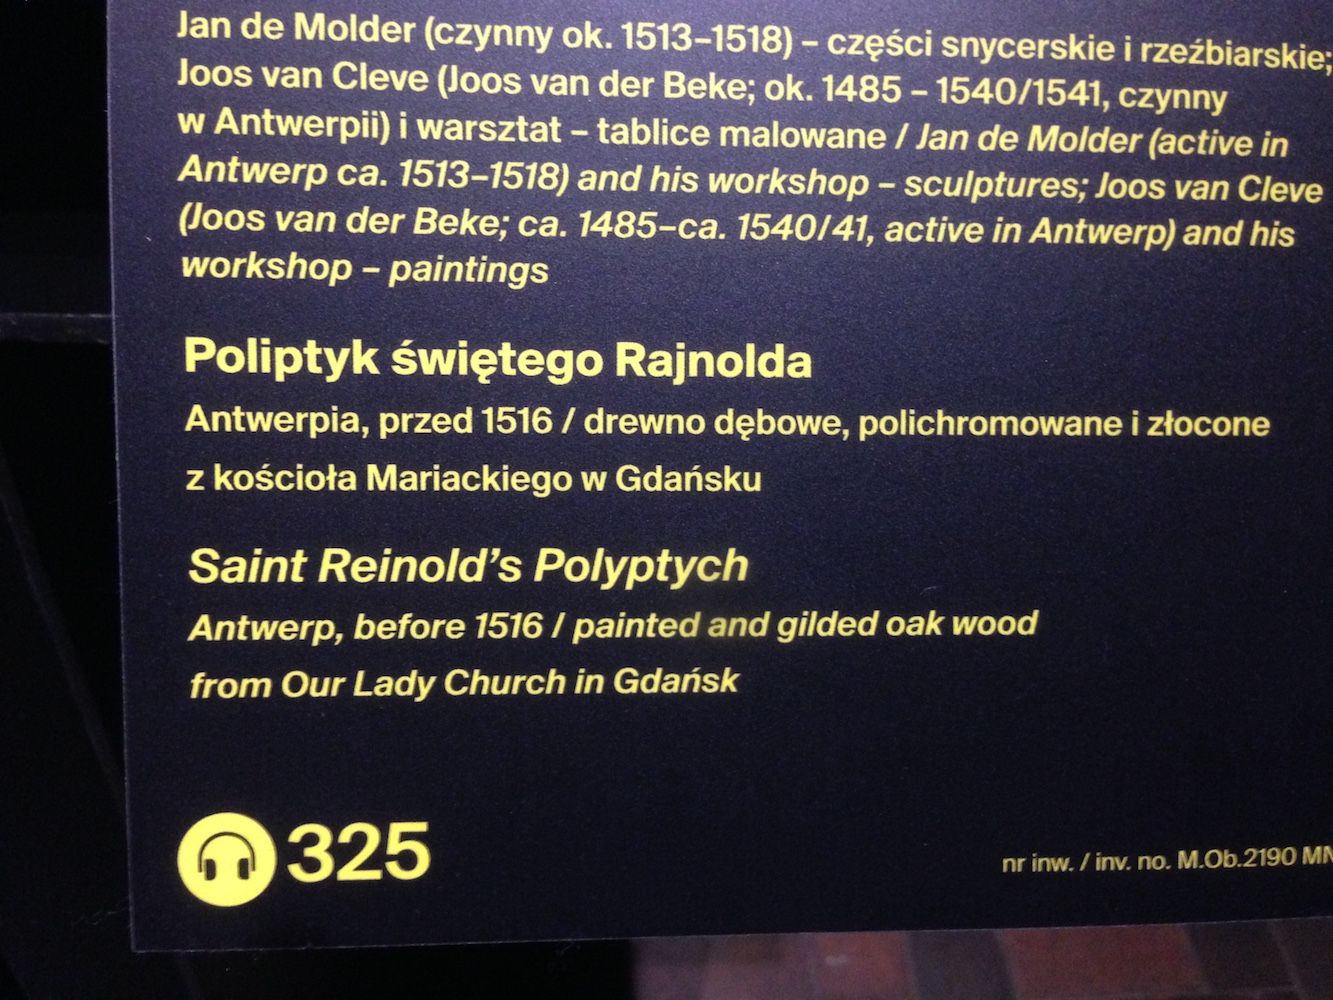 Jan de Molder (czynny ok. 1513–1518) – części snycerskie i rzeźbiarskie;
Joos van Cleve (Joos van der Beke; ok. 1485 – 1540/1541, czynny
w Antwerpii) i warsztat – tablice malowane / Jan de Molder (active in
Antwerp ca. 1513–1518) and his workshop – sculptures; Joos van Cleve
(Joos van der Beke; ca. 1485–ca. 1540/41, active in Antwerp) and his
workshop – paintings
Poliptyk świętego Rajnolda
Antwerpia, przed 1516 / drewno dębowe, polichromowane i złocone
z kościoła Mariackiego w Gdańsku
Saint Reinold’s Polyptych
Antwerp, before 1516 / painted and gilded oak wood
from Our Lady Church in Gdańsk
325
nr inw. / inv. no. M.Ob.2190